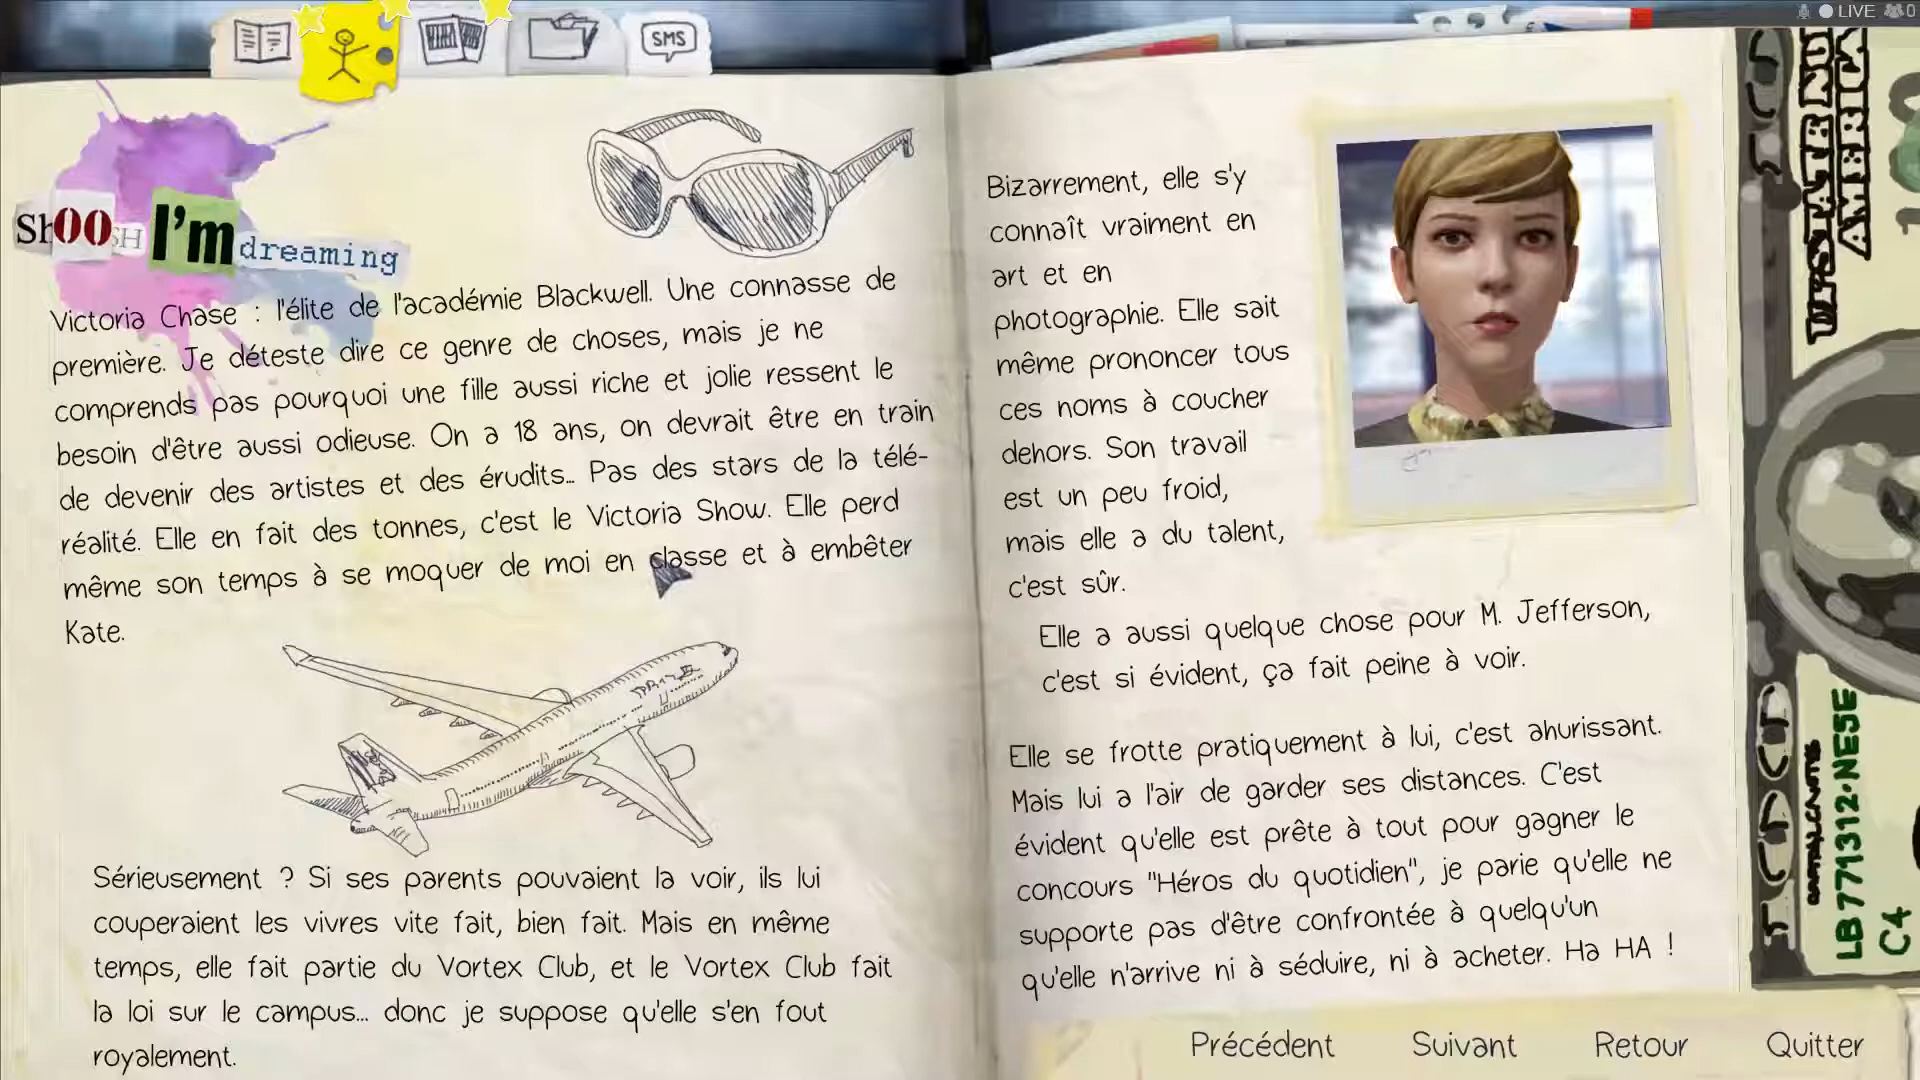 SMS
LIVE 0
ShOOSH I'm dreaming
Victoria Chase : l'élite de l'académie Blackwell. Une connasse de
première. Je déteste dire ce genre de choses, mais je ne
comprends pas pourquoi une fille aussi riche et jolie ressent le
besoin d'être aussi odieuse. On a 18 ans, on devrait être en train
de devenir des artistes et des érudits... Pas des stars de la télé-
réalité. Elle en fait des tonnes, c'est le Victoria Show. Elle perd
même son temps à se moquer de moi en classe et à embêter
Kate.
Sérieusement ? Si ses parents pouvaient la voir, ils lui
couperaient les vivres vite fait, bien fait. Mais en même
temps, elle fait partie du Vortex Club, et le Vortex Club fait
la loi sur le campus... donc je suppose qu'elle s'en fout
royalement.
Bizarrement, elle s'y
connaît vraiment en
art et en
photographie. Elle sait
même prononcer tous
ces noms à coucher
dehors. Son travail
est un peu froid,
mais elle a du talent,
c'est sûr.
Elle a aussi quelque chose pour M. Jefferson,
c'est si évident, ça fait peine à voir.
Elle se frotte pratiquement à lui, c'est ahurissant.
Mais lui a l'air de garder ses distances. C'est
évident qu'elle est prête à tout pour gagner le
concours "Héros du quotidien", je parie qu'elle ne
supporte pas d'être confrontée à quelqu'un
qu'elle n'arrive ni à séduire, ni à acheter. Ha HA !
AMERICA
LB771312-NESE
C4
Précédent
Suivant
Retour
Quitter